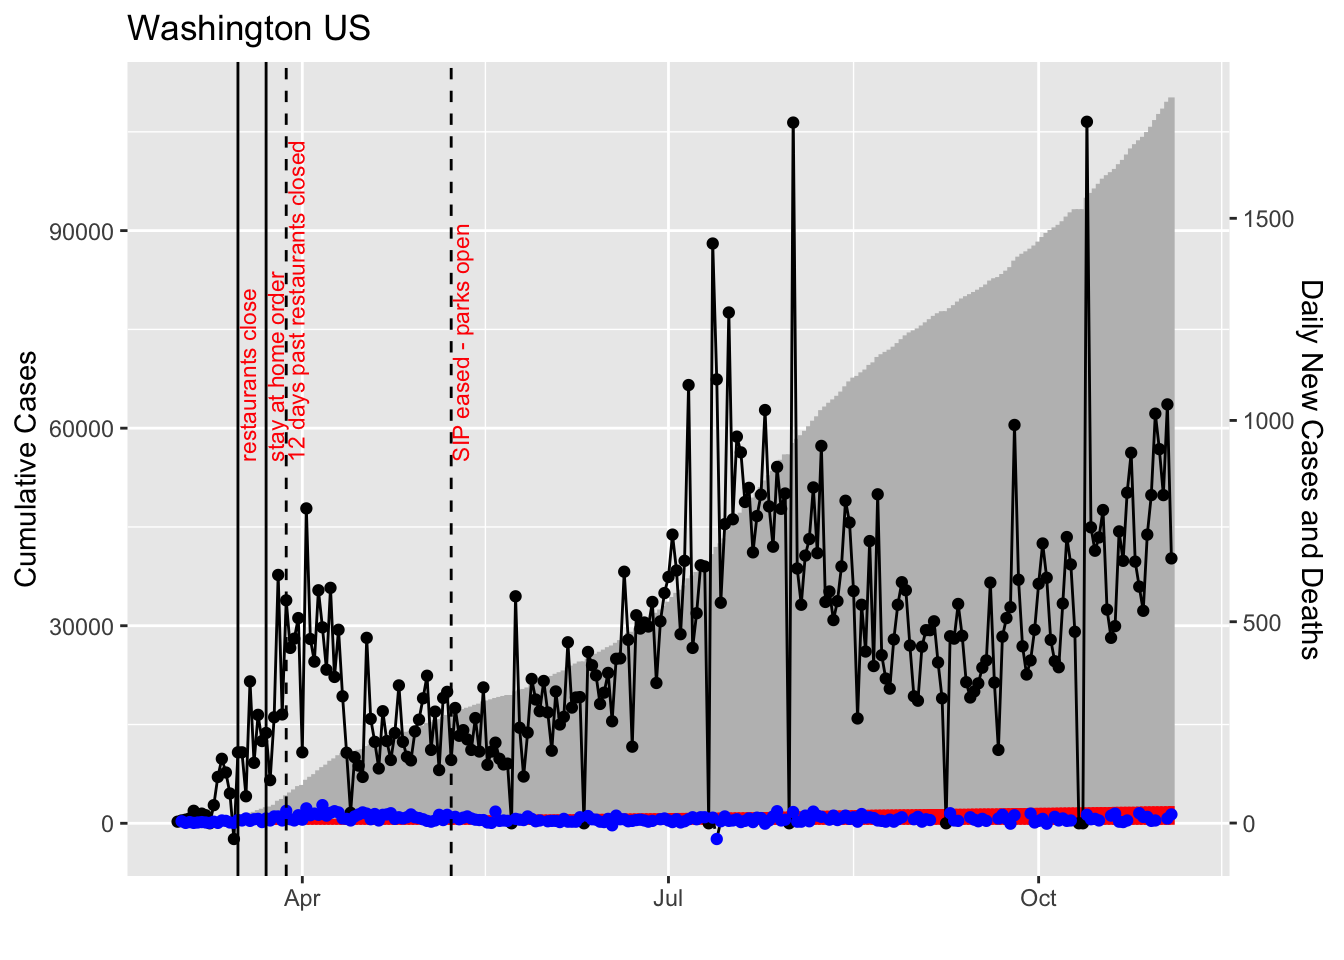 Washington US
Cumulative Cases
90000
60000
30000
0
restaurants close
stay at home order
12 days past restaurants closed
SIP eased - parks open
1500
1000
500
0
Daily New Cases and Deaths
Apr
Jul
Oct